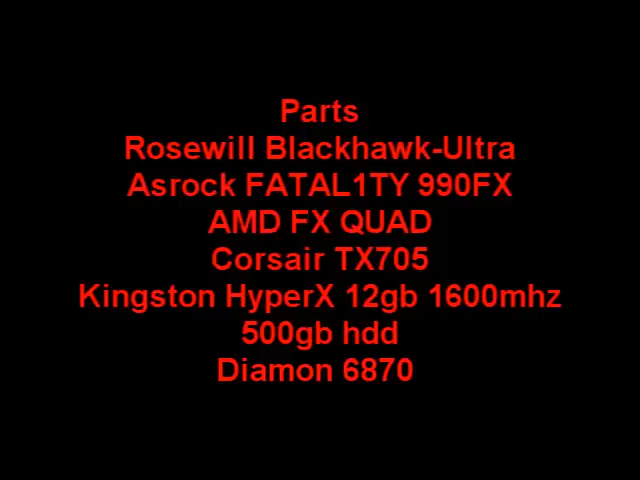 Parts
Rosewill Blackhawk-Ultra
Asrock FATAL1TY 990FX
AMD FX QUAD
Corsair TX705
Kingston HyperX 12gb 1600mhz
500gb hdd
Diamon 6870